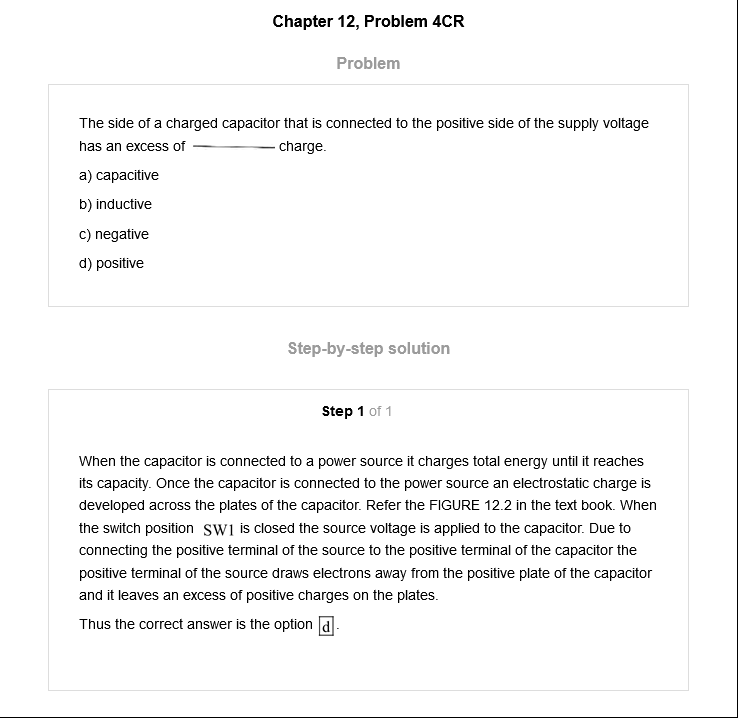 Chapter 12, Problem 4CR
Problem
The side of a charged capacitor that is connected to the positive side of the supply voltage
has an excess of ———— charge.
a) capacitive
b) inductive
c) negative
d) positive
Step-by-step solution
Step 1 of 1
When the capacitor is connected to a power source it charges total energy until it reaches
its capacity. Once the capacitor is connected to the power source an electrostatic charge is
developed across the plates of the capacitor. Refer the FIGURE 12.2 in the text book. When
the switch position SW1 is closed the source voltage is applied to the capacitor. Due to
connecting the positive terminal of the source to the positive terminal of the capacitor the
positive terminal of the source draws electrons away from the positive plate of the capacitor
and it leaves an excess of positive charges on the plates.
Thus the correct answer is the option d.